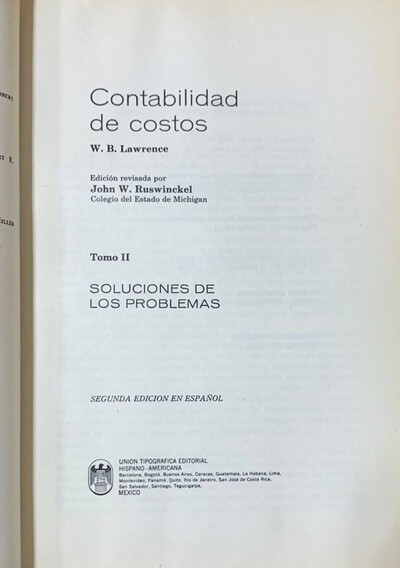 Contabilidad
de costos
W. B. Lawrence
Edición revisada por
John W. Ruswinckel
Colegio del Estado de Michigan
Tomo II
SOLUCIONES DE
LOS PROBLEMAS
SEGUNDA EDICION EN ESPAÑOL
UNION TIPOGRAFICA EDITORIAL
HISPANO-AMERICANA
Barcelona, Bogotá, Buenos Aires, Caracas, Guatemala, La Habana, Lima,
Montevideo, Panamá, Quito, Río de Janeiro, San José de Costa Rica,
San Salvador, Santiago, Tegucigalpa,
MEXICO